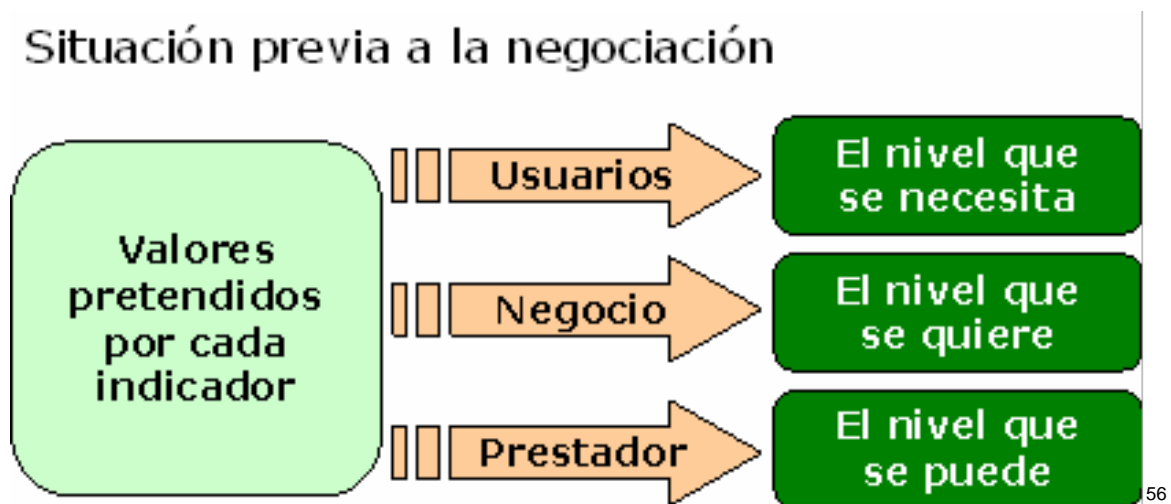 Situación previa a la negociación
Valores
pretendidos
por cada
indicador
Usuarios
El nivel que
se necesita
Negocio
El nivel que
se quiere
Prestador
El nivel que
se puede
56